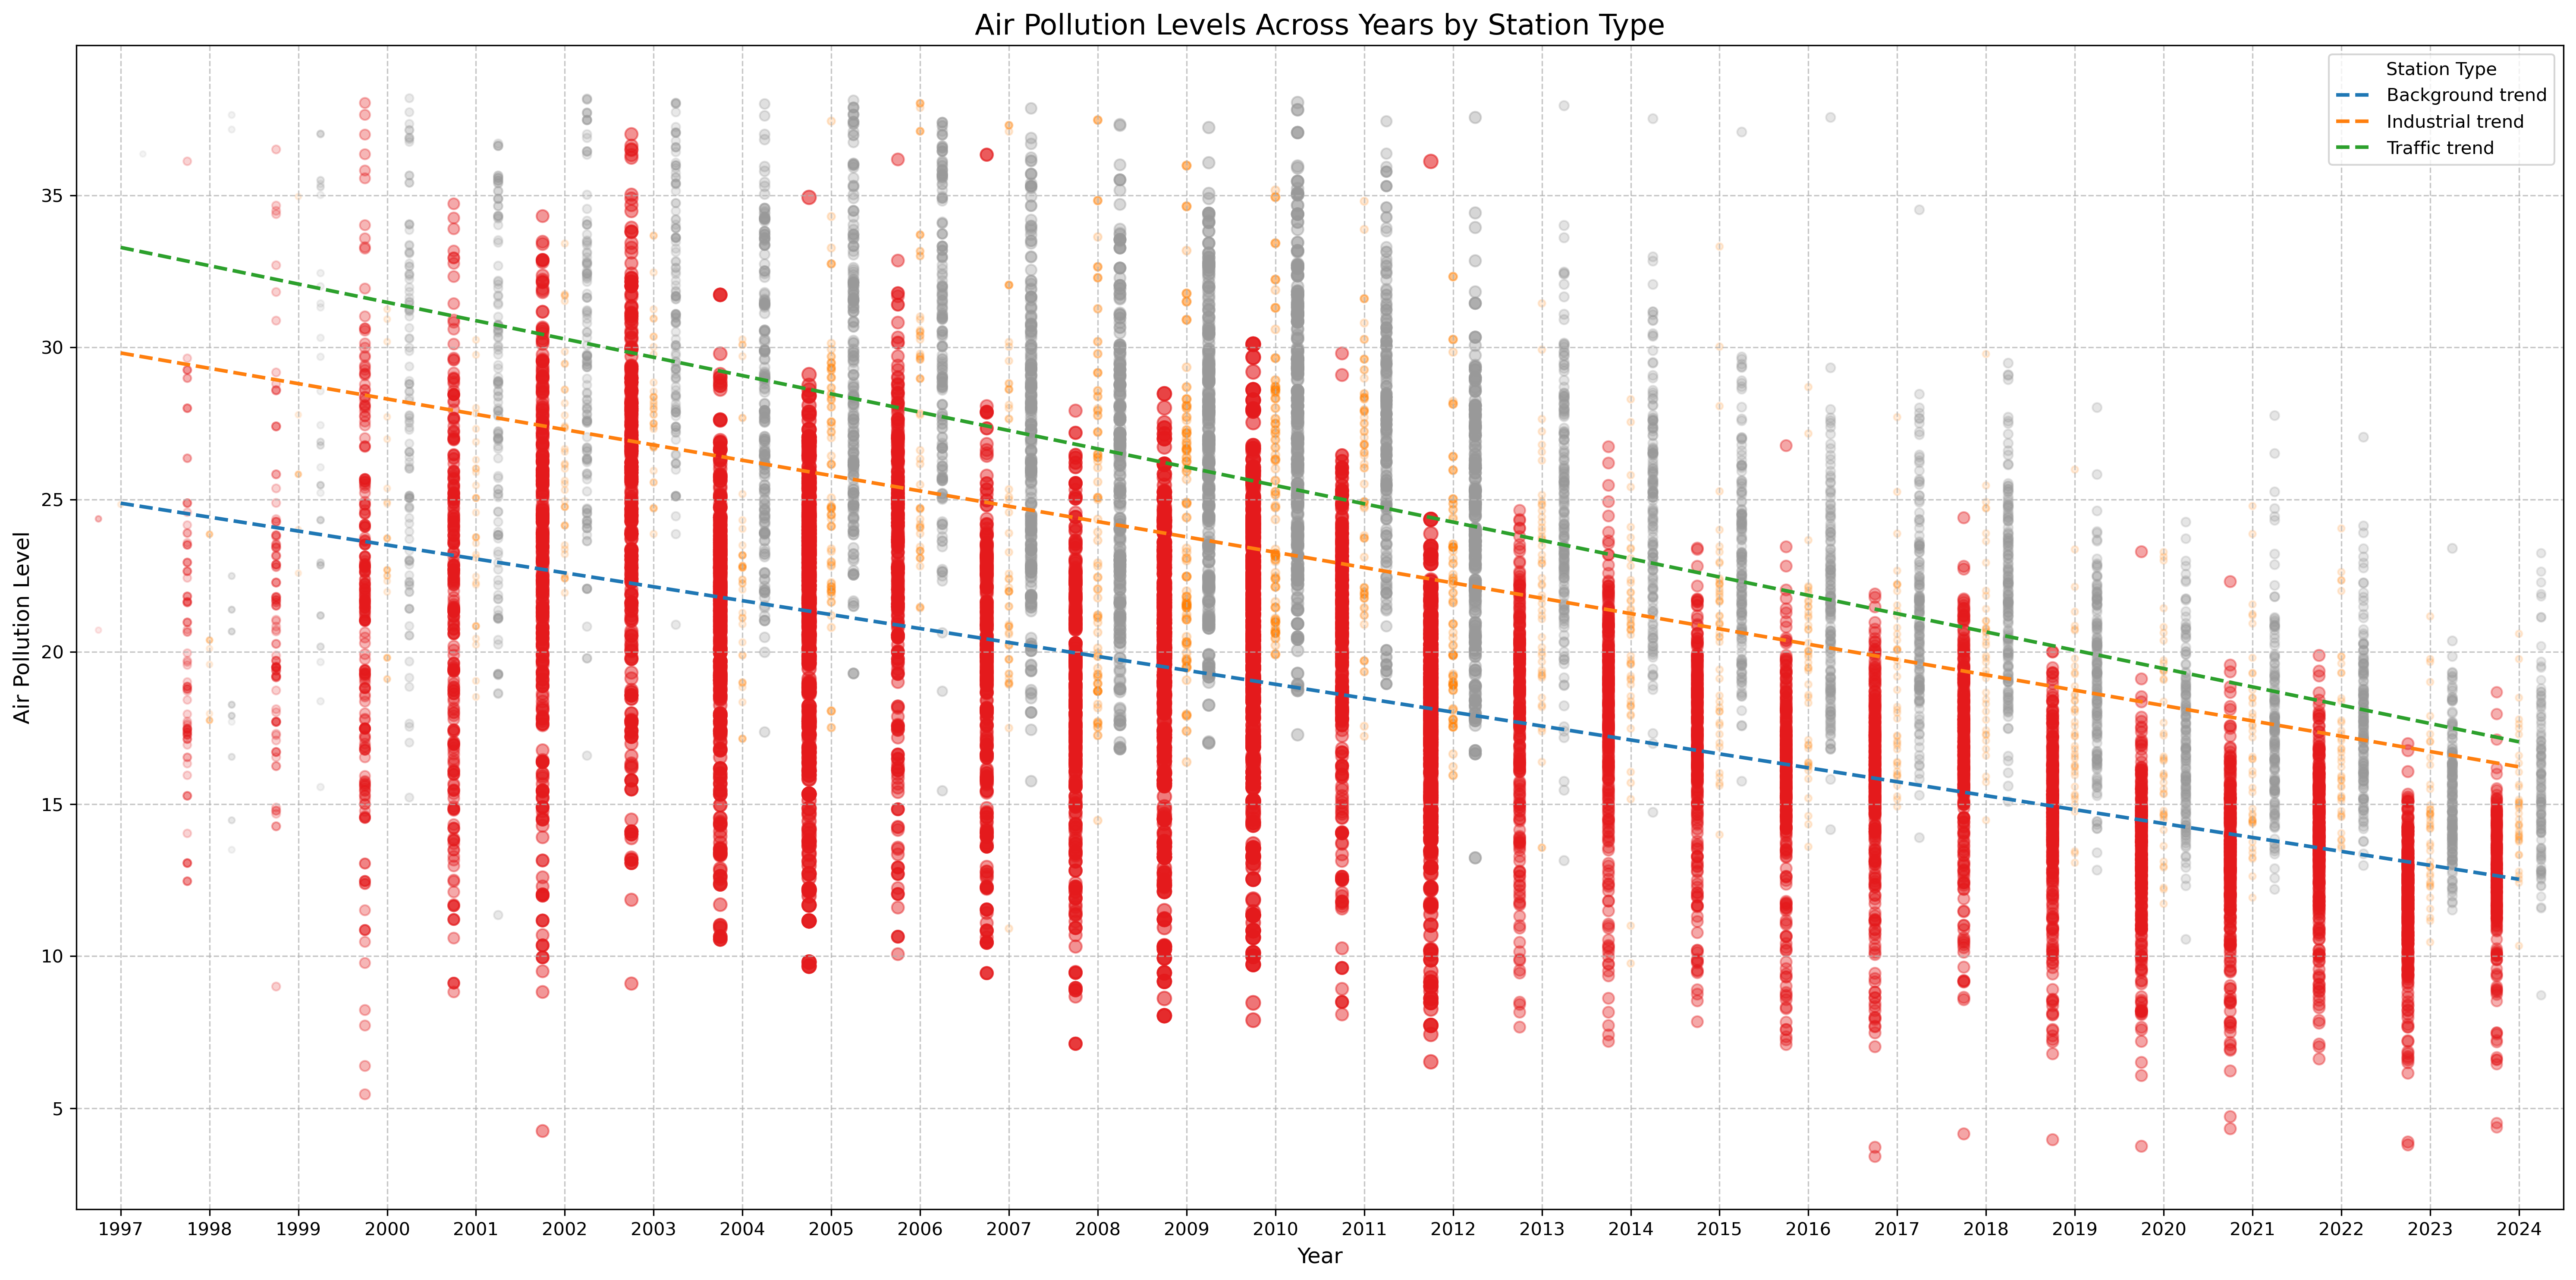 Air Pollution Levels Across Years by Station Type
Station Type
Background trend
Industrial trend
Traffic trend
Air Pollution Level
35
30
25
20
15
10
5
1997 1998 1999 2000 2001 2002 2003 2004 2005 2006 2007 2008 2009 2010 2011 2012 2013 2014 2015 2016 2017 2018 2019 2020 2021 2022 2023 2024
Year